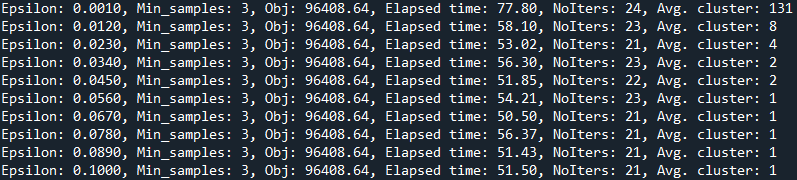 Epsilon: 0.0010, Min_samples: 3, Obj: 96408.64, Elapsed time: 77.80, NoIters: 24, Avg. cluster: 131
Epsilon: 0.0120, Min_samples: 3, Obj: 96408.64, Elapsed time: 58.10, NoIters: 23, Avg. cluster: 8
Epsilon: 0.0230, Min_samples: 3, Obj: 96408.64, Elapsed time: 53.02, NoIters: 21, Avg. cluster: 4
Epsilon: 0.0340, Min_samples: 3, Obj: 96408.64, Elapsed time: 56.30, NoIters: 23, Avg. cluster: 2
Epsilon: 0.0450, Min_samples: 3, Obj: 96408.64, Elapsed time: 51.85, NoIters: 22, Avg. cluster: 2
Epsilon: 0.0560, Min_samples: 3, Obj: 96408.64, Elapsed time: 54.21, NoIters: 23, Avg. cluster: 1
Epsilon: 0.0670, Min_samples: 3, Obj: 96408.64, Elapsed time: 50.50, NoIters: 21, Avg. cluster: 1
Epsilon: 0.0780, Min_samples: 3, Obj: 96408.64, Elapsed time: 56.37, NoIters: 21, Avg. cluster: 1
Epsilon: 0.0890, Min_samples: 3, Obj: 96408.64, Elapsed time: 51.43, NoIters: 21, Avg. cluster: 1
Epsilon: 0.1000, Min_samples: 3, Obj: 96408.64, Elapsed time: 51.50, NoIters: 21, Avg. cluster: 1